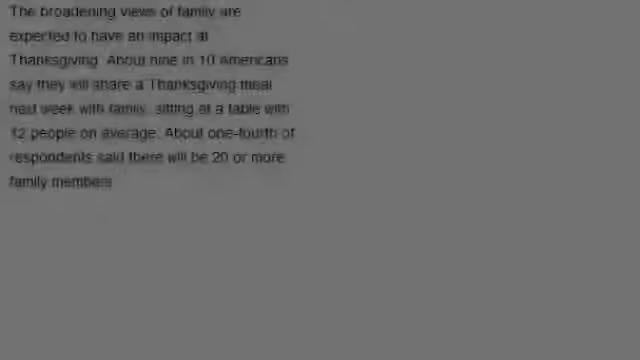 The broadening views of family are
expected to have an impact at
Thanksgiving. About nine in 10 Americans
say they will share a Thanksgiving meal
next week with family, sitting at a table with
12 people on average. About one-fourth of
respondents said there will be 20 or more
family members.